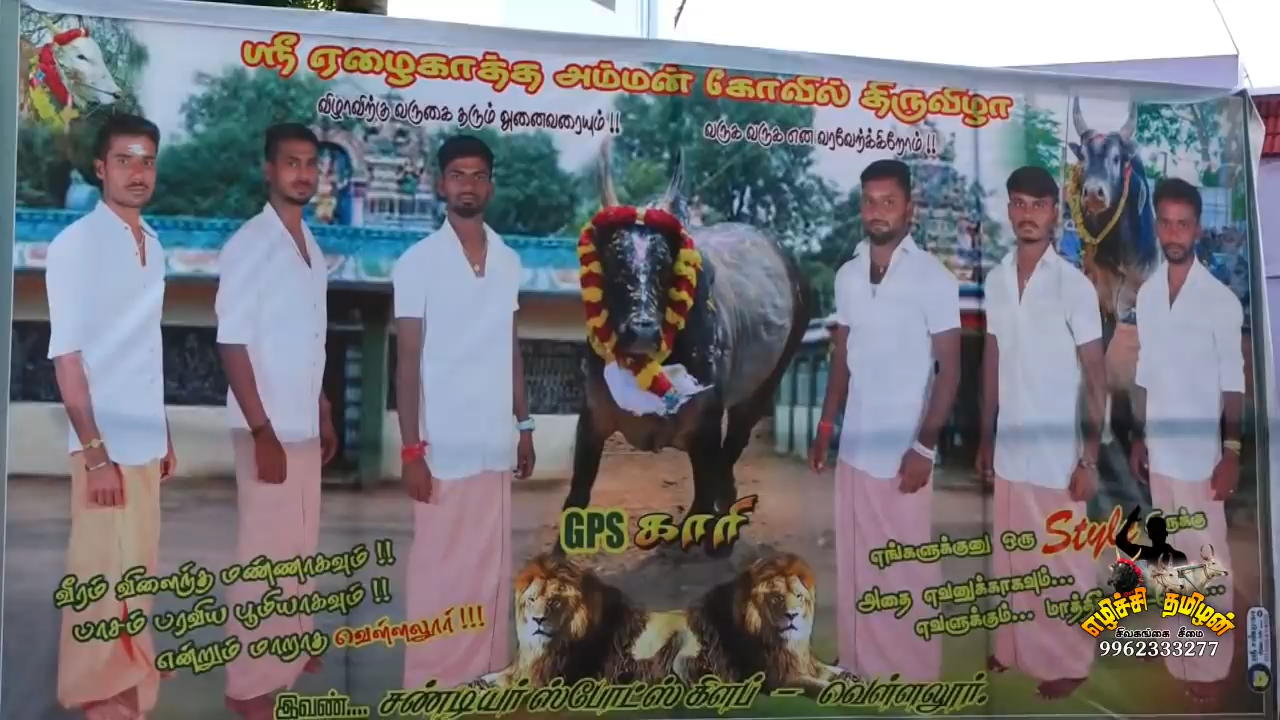 ஸ்ரீ ஏழைகாத்த அம்மன் கோவில் திருவிழா
விழாவிற்கு வருகை தரும் அனைவரையும் !!
வருக வருக என வரவேற்க்கிறோம் !!
GPS காரி
வீரம் விளைந்த மண்ணாகவும் !!
பாசம் பரவிய பூமியாகவும் !!
என்றும் மாறாத வெள்ளலூர் !!!
எங்களுக்குனு ஒரு Style இருக்கு
அதை எவனுக்காகவும்...
எவளுக்கும்... மாத்தி
இவண்.... சண்டியர் ஸ்போட்ஸ் கிளப் – வெள்ளலூர்.
எழிச்சி தமிழன்
சிவகங்கை சீமை
9962333277